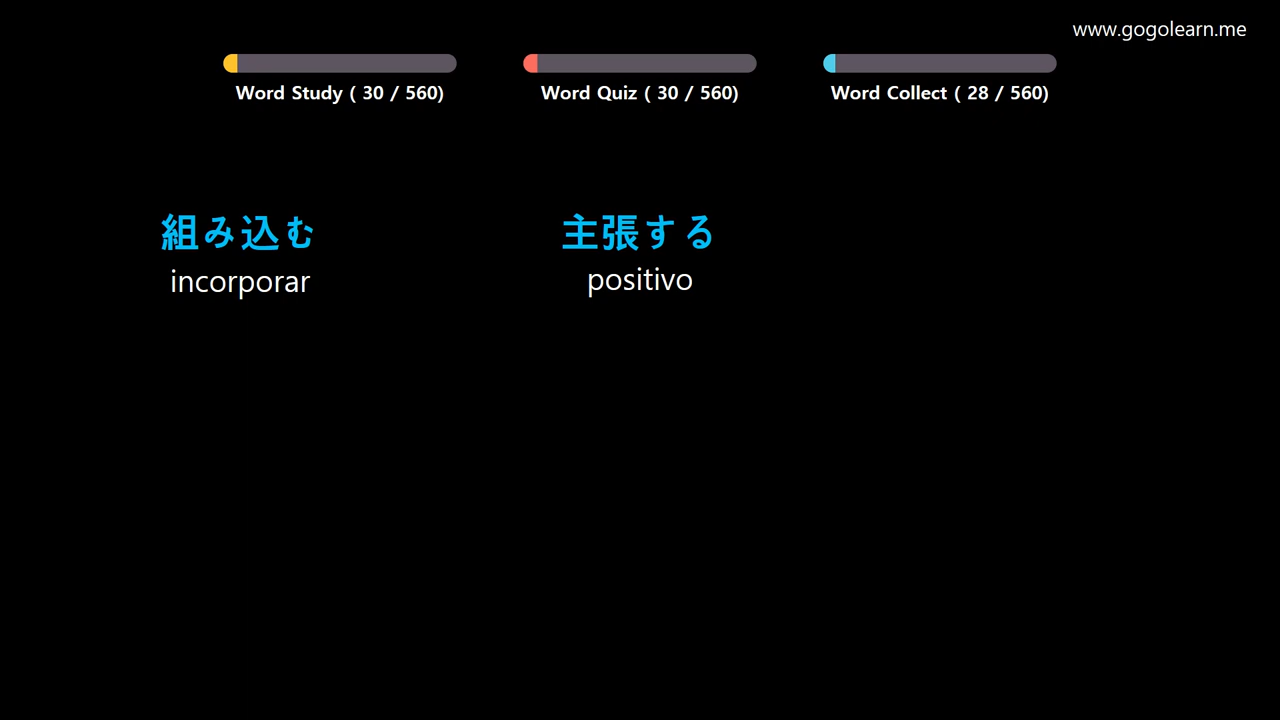 www.gogolearn.me
Word Study ( 30 / 560)
Word Quiz ( 30 / 560)
Word Collect ( 28 / 560)
組み込む
incorporar
主張する
positivo